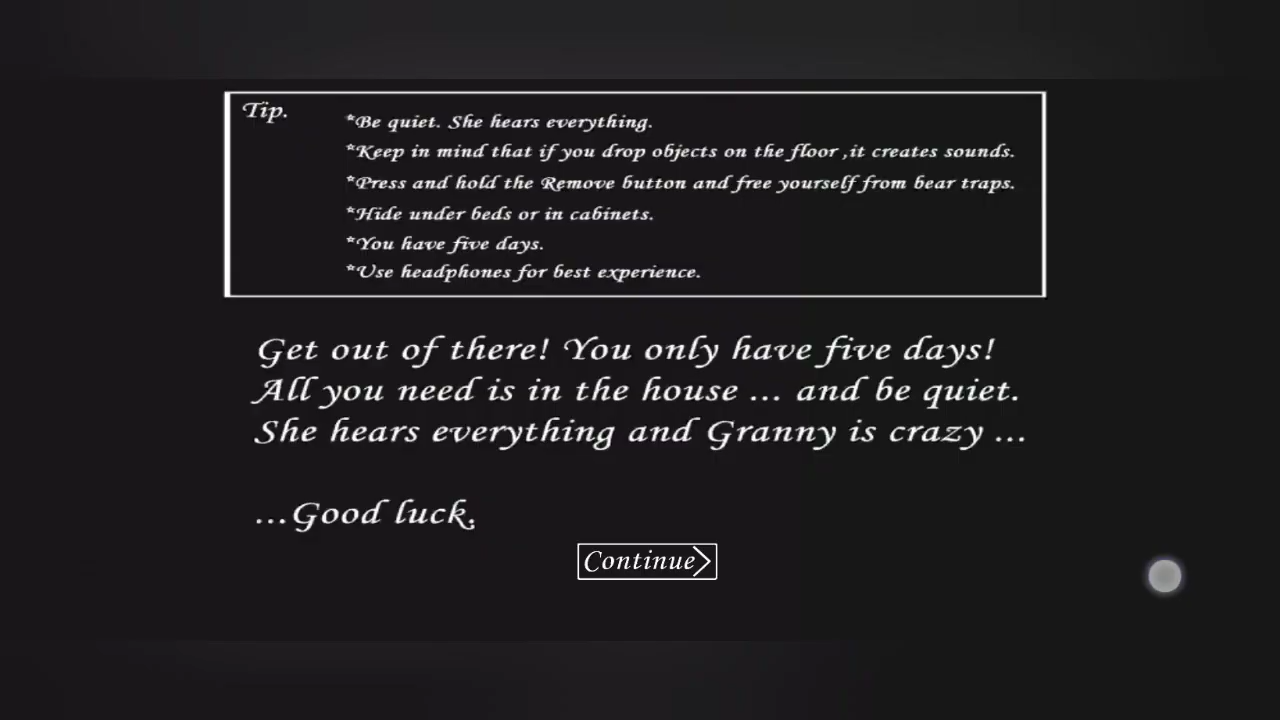 Tip.
*Be quiet. She hears everything.
*Keep in mind that if you drop objects on the floor ,it creates sounds.
*Press and hold the Remove button and free yourself from bear traps.
*Hide under beds or in cabinets.
*You have five days.
*Use headphones for best experience.
Get out of there! You only have five days!
All you need is in the house ... and be quiet.
She hears everything and Granny is crazy ...
...Good luck.
Continue>